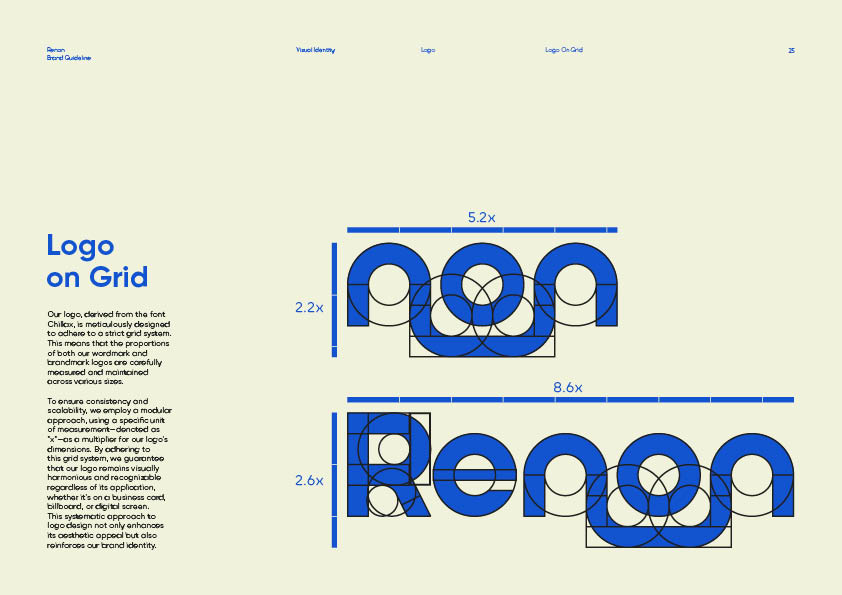 Renon
Brand Guideline
Visual Identity
Logo
Logo On Grid
25
Logo
on Grid
Our logo, derived from the font
Chillax, is meticulously designed
to adhere to a strict grid system.
This means that the proportions
of both our wordmark and
brandmark logos are carefully
measured and maintained
across various sizes.
To ensure consistency and
scalability, we employ a modular
approach, using a specific unit
of measurement—denoted as
"x"—as a multiplier for our logo's
dimensions. By adhering to
this grid system, we guarantee
that our logo remains visually
harmonious and recognizable
regardless of its application,
whether it's on a business card,
billboard, or digital screen.
This systematic approach to
logo design not only enhances
its aesthetic appeal but also
reinforces our brand identity.
5.2x
2.2x
non
8.6x
2.6x
Renon